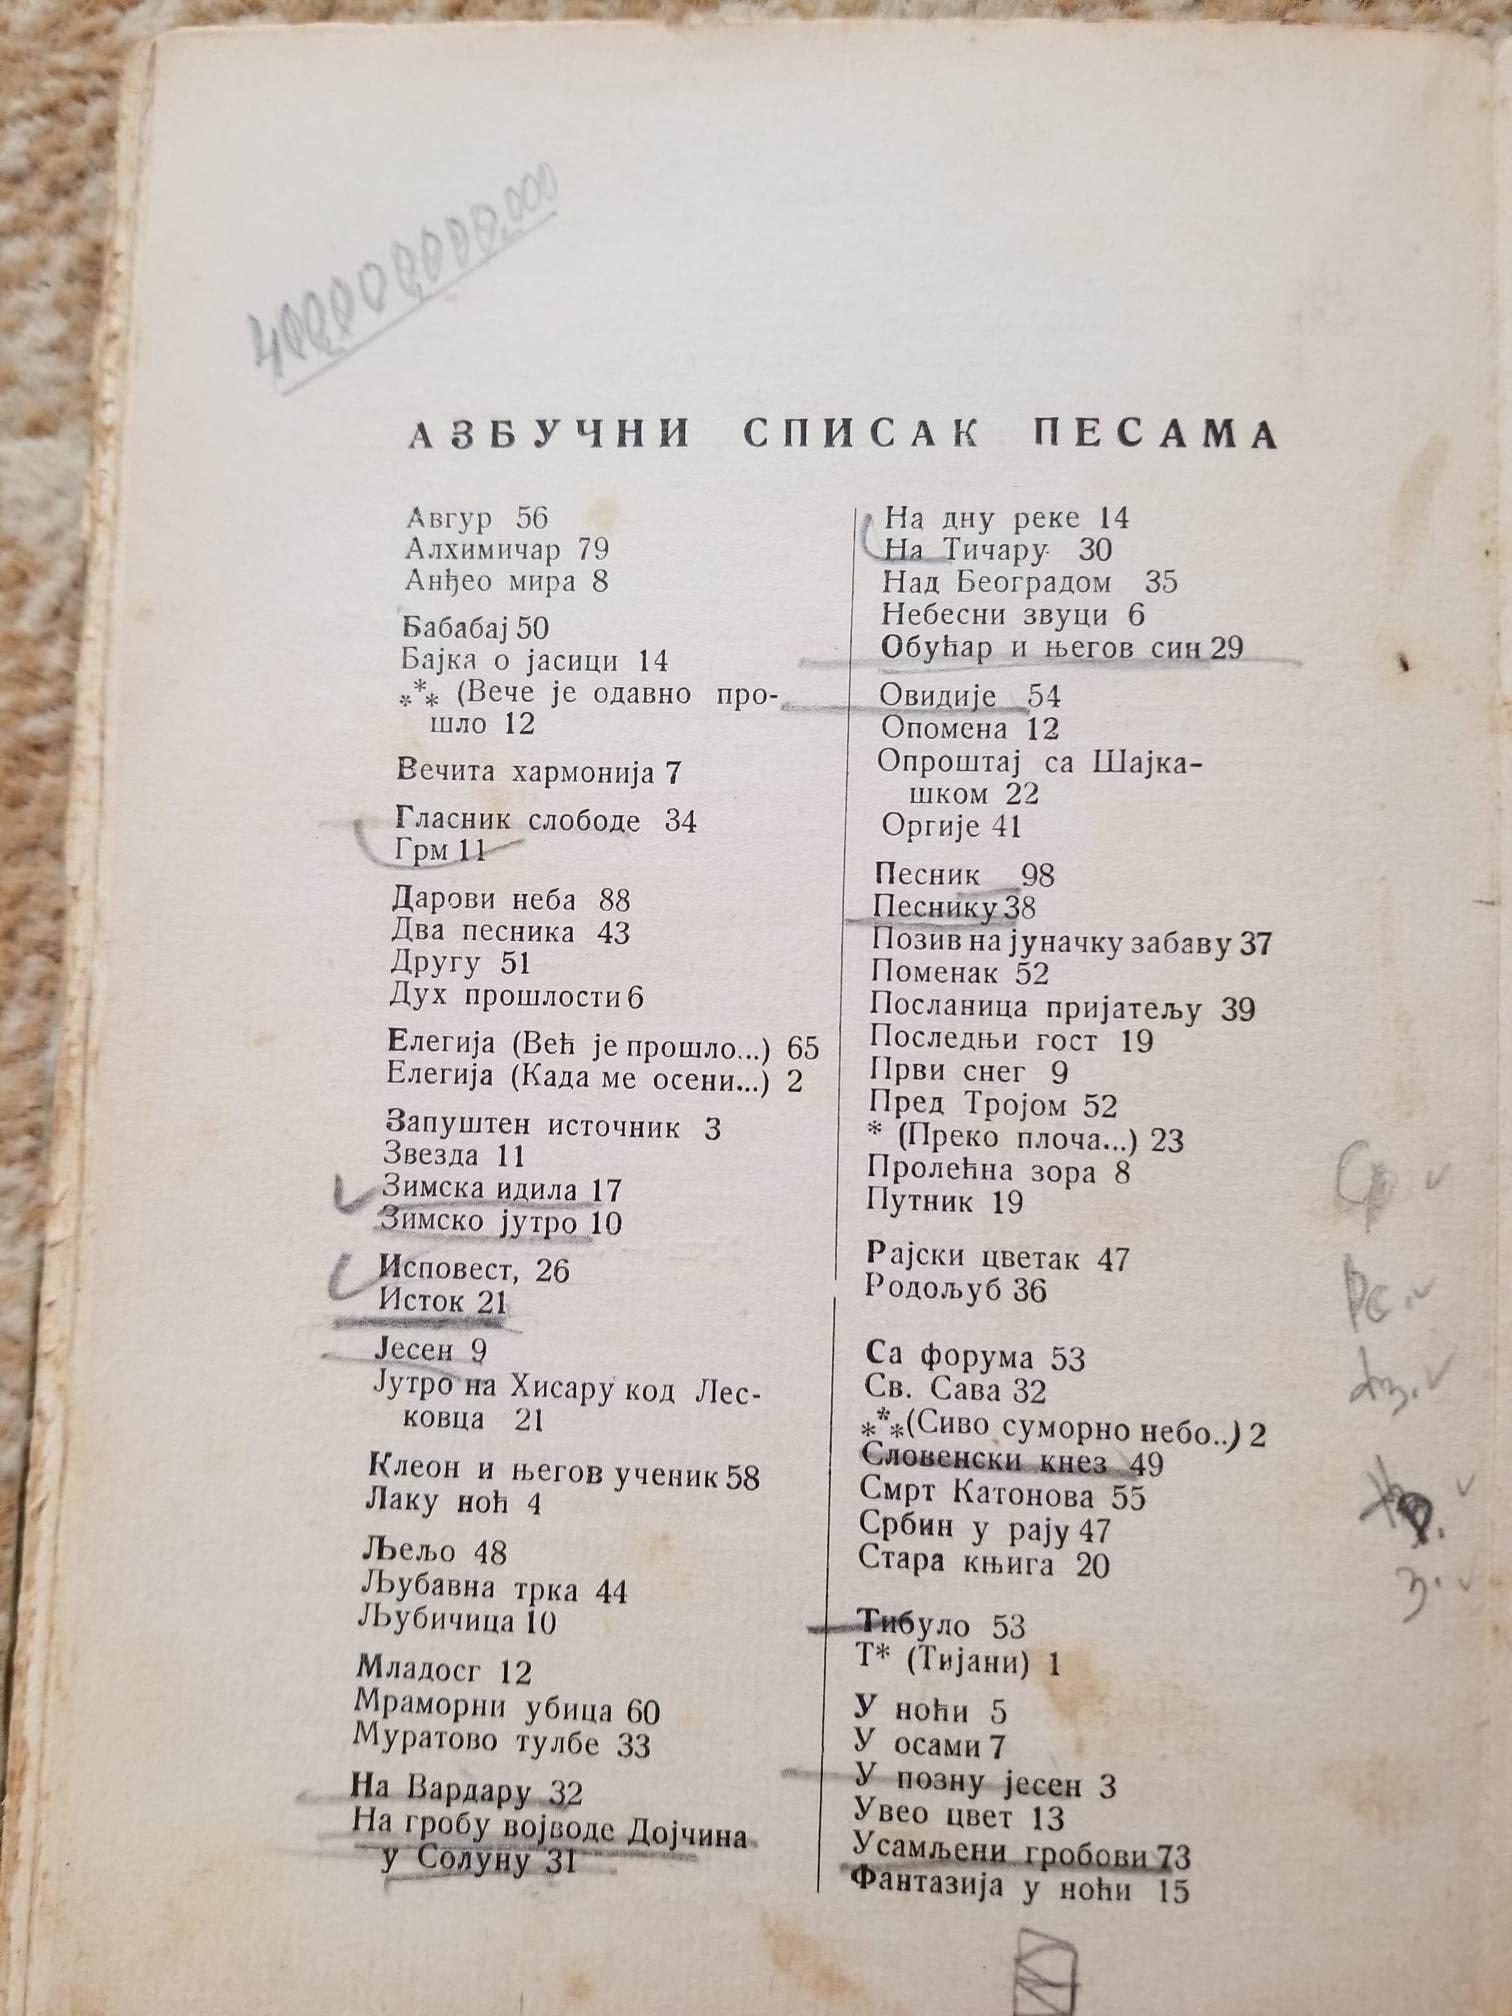 400,000,000.000
АЗБУЧНИ СПИСАК ПЕСАМА
Авгур 56
Алхимичар 79
Анђео мира 8
Бабабај 50
Бајка о јасици 14
*** (Вече је одавно про-
шло 12
Вечита хармонија 7
Гласник слободе 34
Грм 11
Дарови неба 88
Два песника 43
Другу 51
Дух прошлости 6
Елегија (Већ је прошло...) 65
Елегија (Када ме осени...) 2
Запуштен источник 3
Звезда 11
Зимска идила 17
Зимско јутро 10
Исповест, 26
Исток 21
Јесен 9
Јутро на Хисару код Лес-
ковца 21
Клеон и његов ученик 58
Лаку ноћ 4
Љељо 48
Љубавна трка 44
Љубичица 10
Младосг 12
Мраморни убица 60
Муратово тулбе 33
На Вардару 32
На гробу војводе Дојчина
у Солуну 31
На дну реке 14
На Тичару 30
Над Београдом 35
Небесни звуци 6
Обућар и његов син 29
Овидије 54
Опомена 12
Опроштај са Шајка-
шком 22
Оргије 41
Песник 98
Песнику 38
Позив на јуначку забаву 37
Поменак 52
Посланица пријатељу 39
Последњи гост 19
Први снег 9
Пред Тројом 52
* (Преко плоча...) 23
Пролећна зора 8
Путник 19
Рајски цветак 47
Родољуб 36
Са форума 53
Св. Сава 32
*** (Сиво суморно небо..) 2
Словенски кнез 49
Смрт Катонова 55
Србин у рају 47
Стара књига 20
Тибуло 53
Т* (Тијани) 1
У ноћи 5
У осами 7
У позну јесен 3
Увео цвет 13
Усамљени гробови 73
Фантазија у ноћи 15